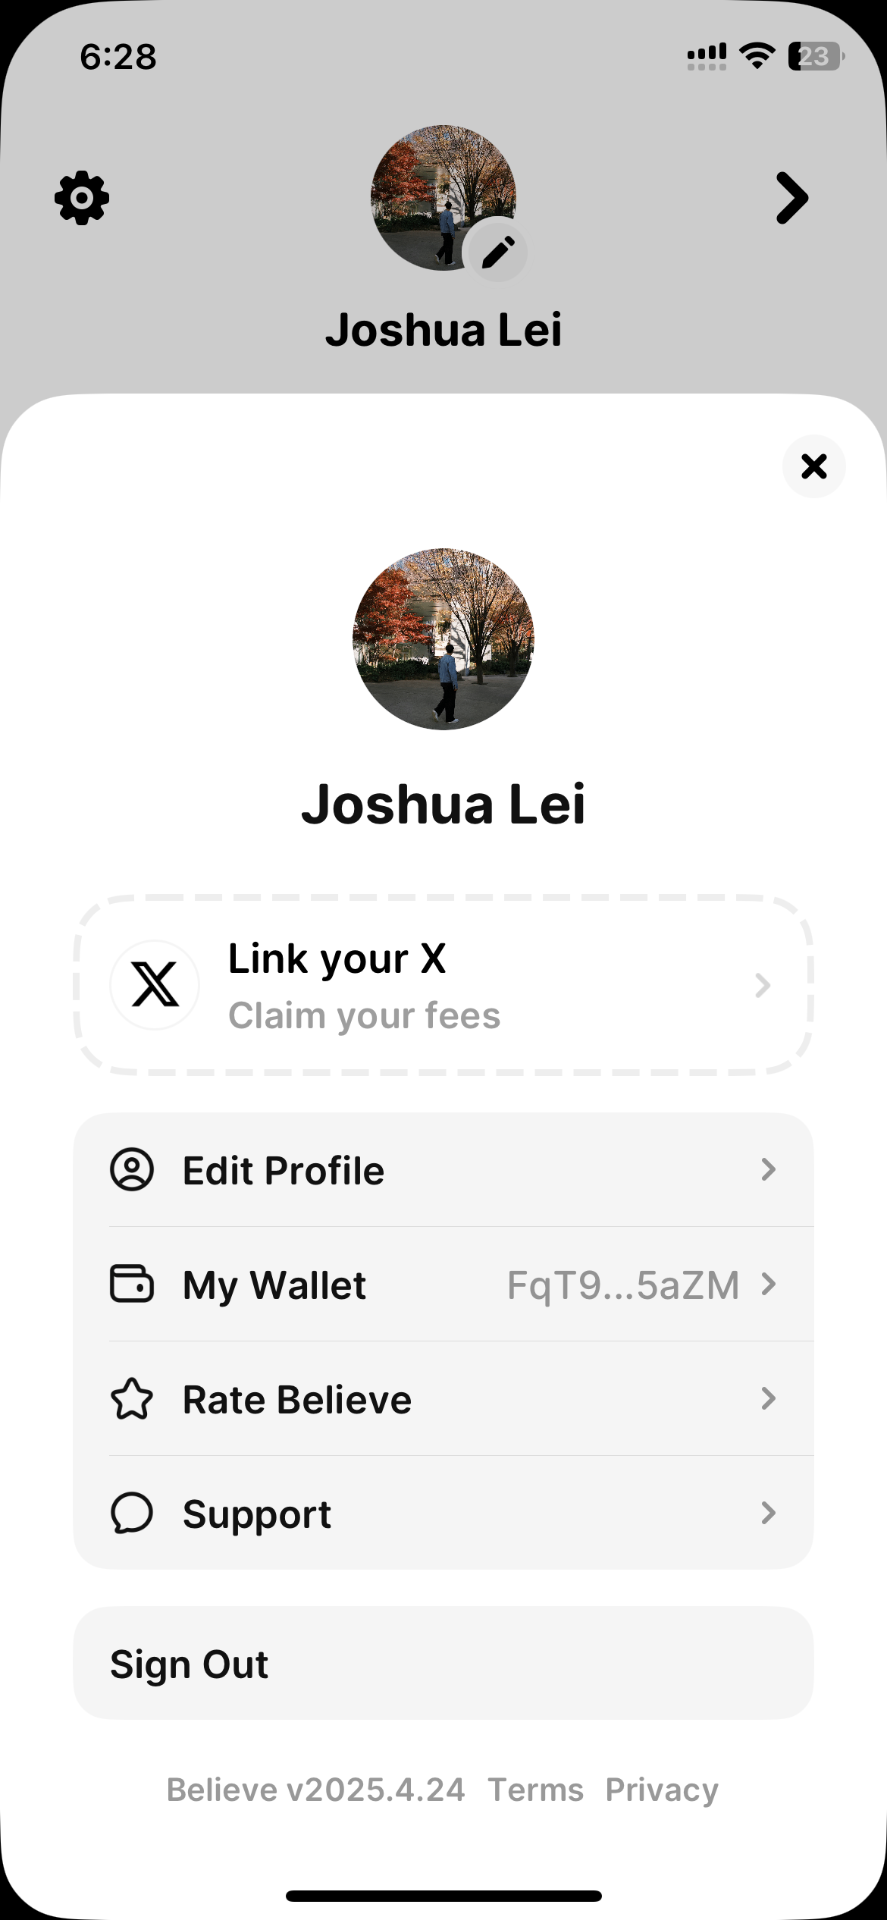 6:28
23
Joshua Lei
Joshua Lei
Link your X
Claim your fees
Edit Profile
My Wallet FqT9...5aZM
Rate Believe
Support
Sign Out
Believe v2025.4.24 Terms Privacy